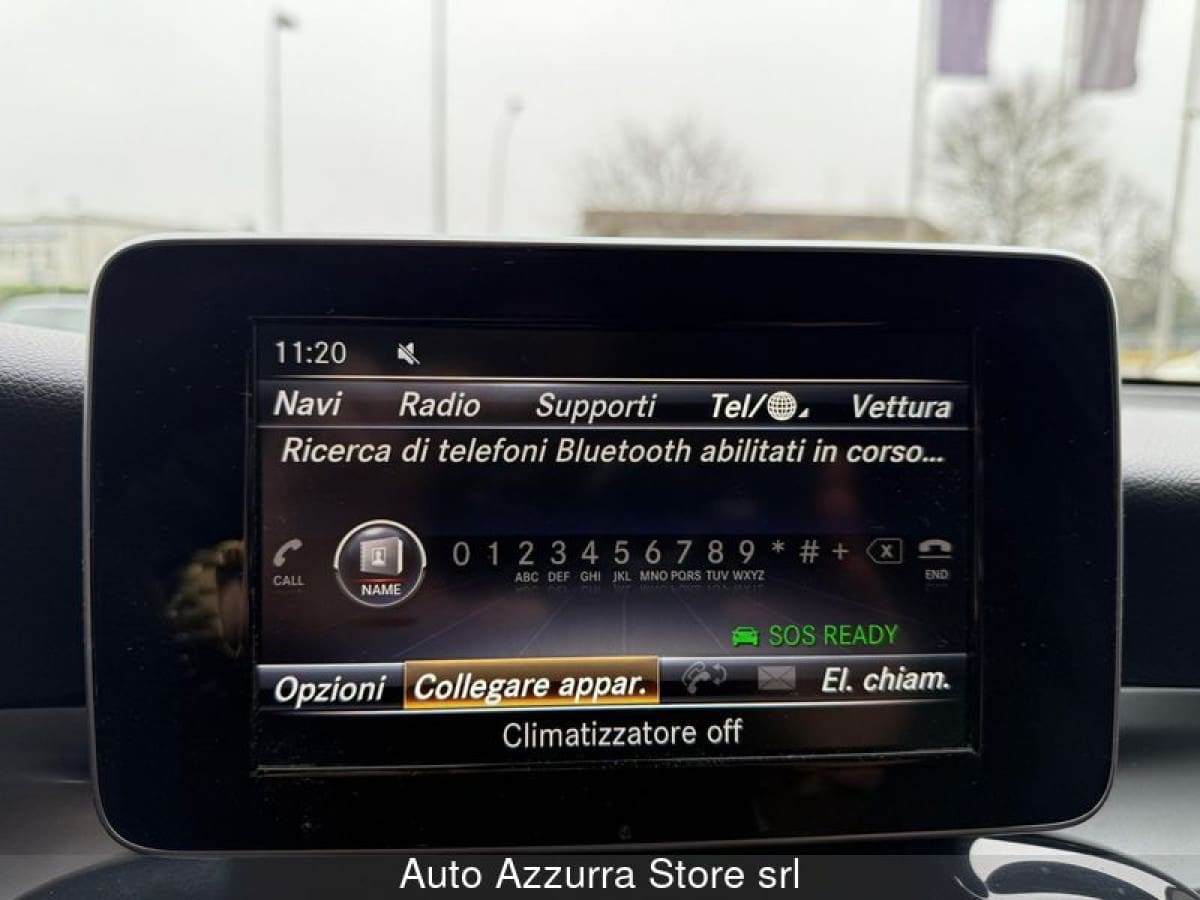 11:20
Navi Radio Supporti Tel/ Vettura
Ricerca di telefoni Bluetooth abilitati in corso...
0 1 2 3 4 5 6 7 8 9 * # +
CALL NAME ABC DEF GHI JKL MNO PQRS TUV WXYZ END
SOS READY
Opzioni Collegare appar. El. chiam.
Climatizzatore off
Auto Azzurra Store srl